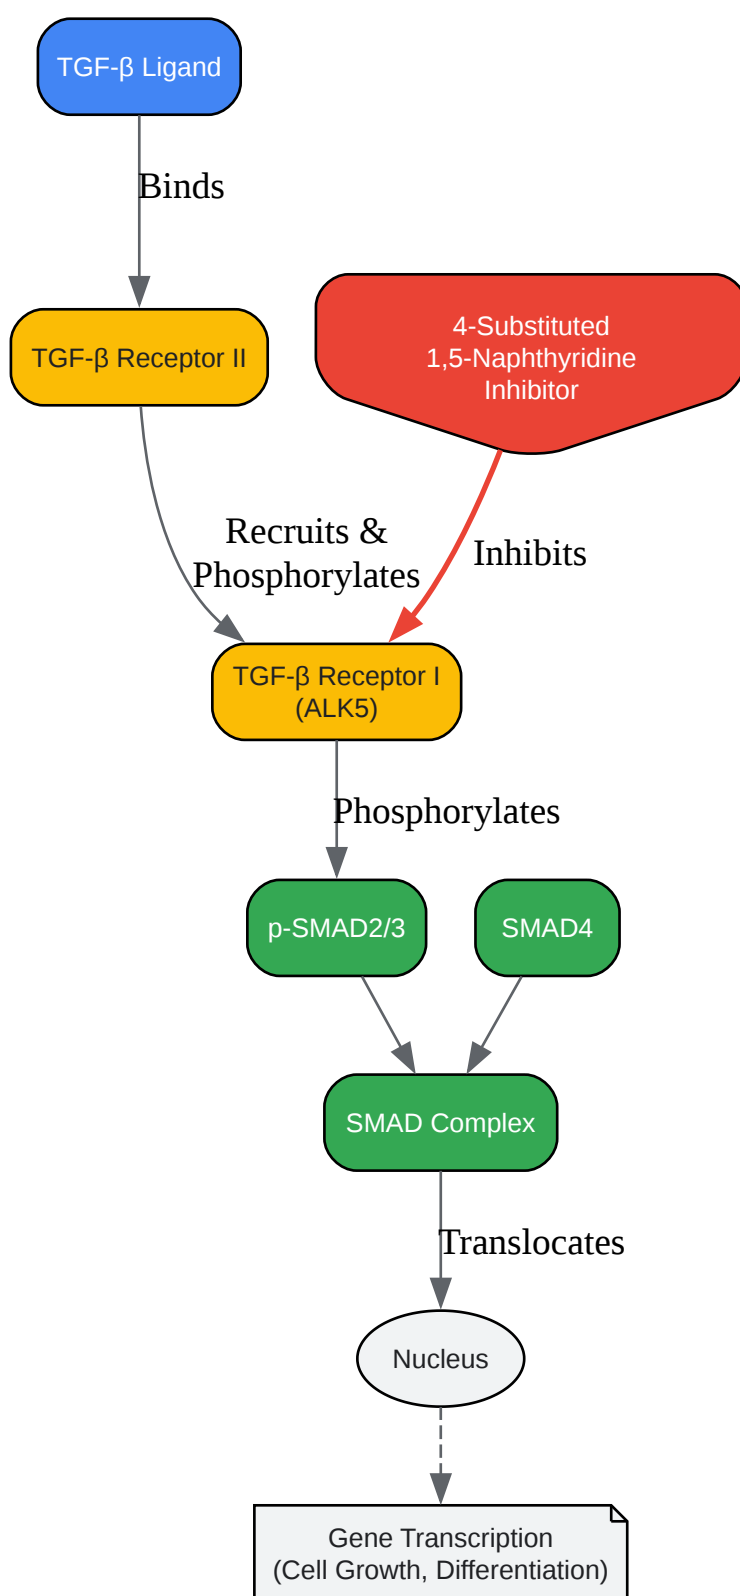 TGF-β Ligand
Binds
TGF-β Receptor II
4-Substituted
1,5-Naphthyridine
Inhibitor
Recruits &
Phosphorylates
Inhibits
TGF-β Receptor I
(ALK5)
Phosphorylates
p-SMAD2/3
SMAD4
SMAD Complex
Translocates
Nucleus
Gene Transcription
(Cell Growth, Differentiation)